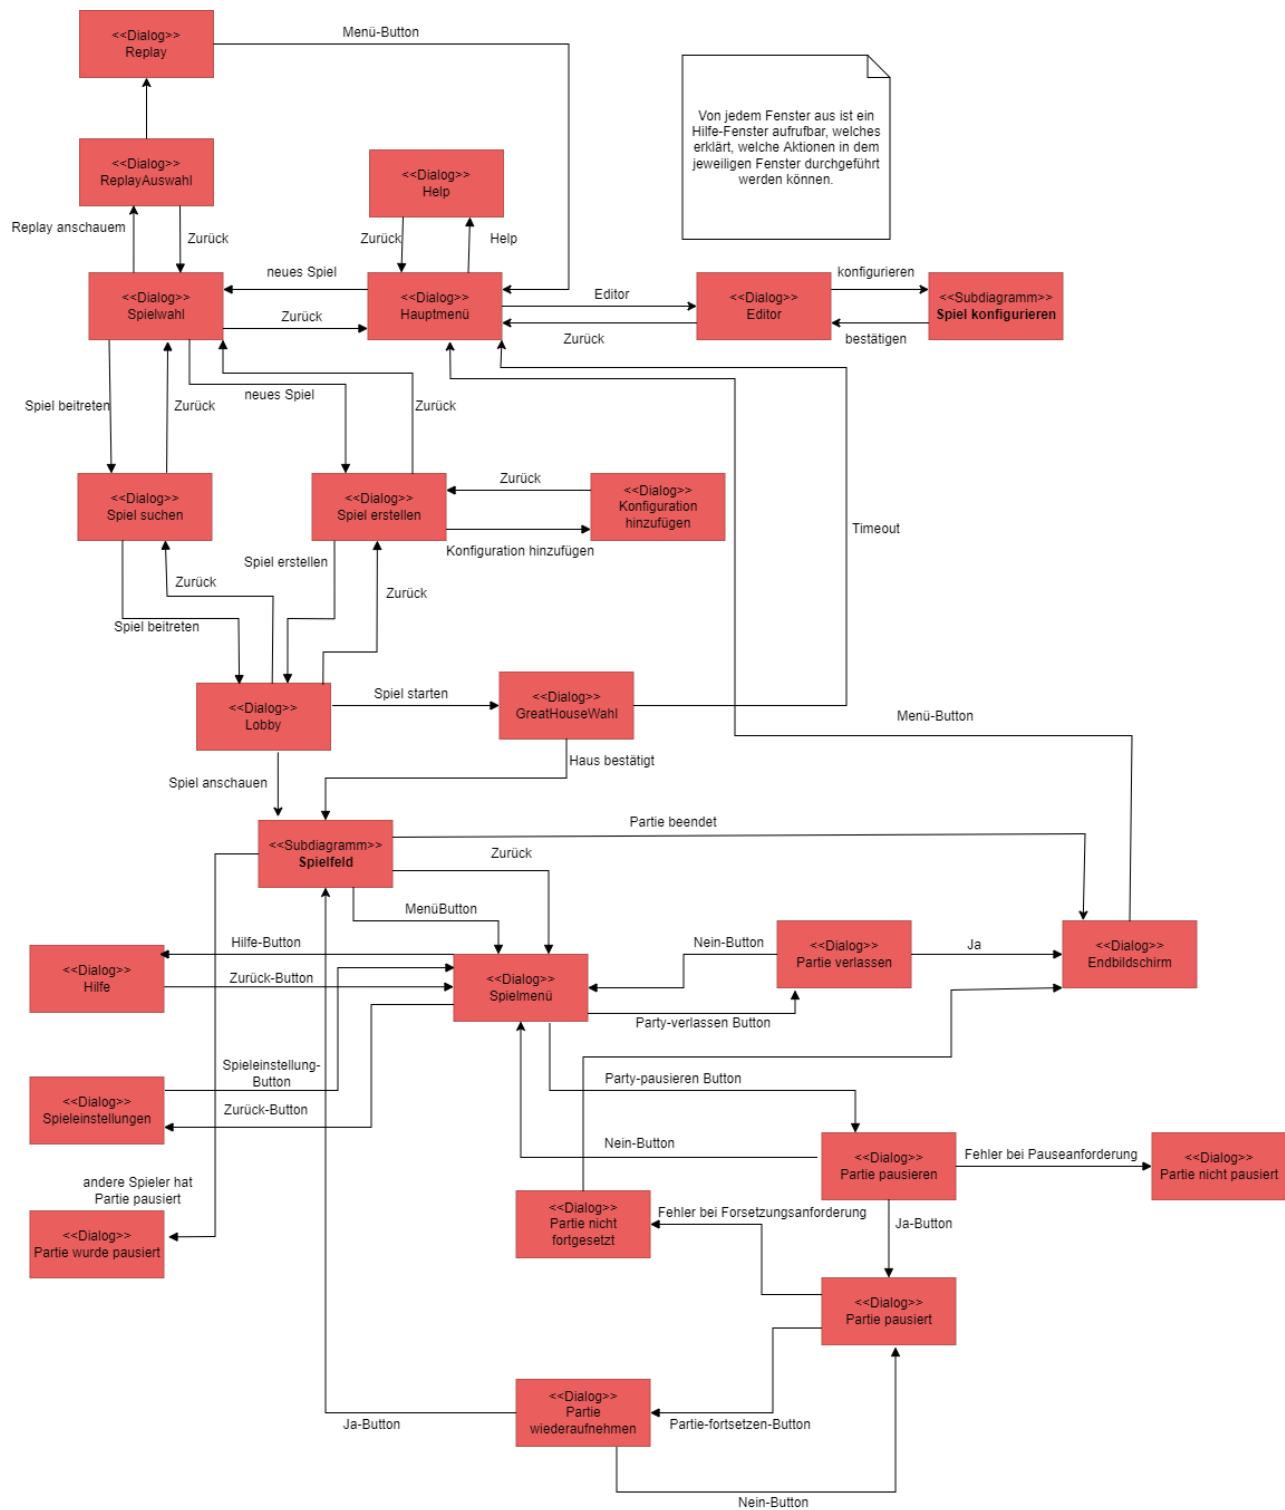 <<Dialog>>
Replay
Menü-Button
Von jedem Fenster aus ist ein
Hilfe-Fenster aufrufbar, welches
erklärt, welche Aktionen in dem
jeweiligen Fenster durchgeführt
werden können.
<<Dialog>>
ReplayAuswahl
<<Dialog>>
Help
Replay anschauem
Zurück
Zurück
Help
neues Spiel
<<Dialog>>
Spielwahl
Zurück
<<Dialog>>
Hauptmenü
Editor
Zurück
<<Dialog>>
Editor
konfigurieren
bestätigen
<<Subdiagramm>>
Spiel konfigurieren
Spiel beitreten
Zurück
neues Spiel
Zurück
<<Dialog>>
Spiel suchen
<<Dialog>>
Spiel erstellen
Zurück
Konfiguration hinzufügen
<<Dialog>>
Konfiguration
hinzufügen
Timeout
Zurück
Spiel erstellen
Zurück
Spiel beitreten
<<Dialog>>
Lobby
Spiel starten
<<Dialog>>
GreatHouseWahl
Menü-Button
Spiel anschauen
Haus bestätigt
<<Subdiagramm>>
Spielfeld
Partie beendet
Zurück
MenüButton
Hilfe-Button
Zurück-Button
<<Dialog>>
Hilfe
<<Dialog>>
Spielmenü
Nein-Button
<<Dialog>>
Partie verlassen
Ja
<<Dialog>>
Endbildschirm
Party-verlassen Button
Spieleinstellung-
Button
Zurück-Button
<<Dialog>>
Spieleinstellungen
Party-pausieren Button
Nein-Button
<<Dialog>>
Partie pausieren
Fehler bei Pauseanforderung
<<Dialog>>
Partie nicht pausiert
andere Spieler hat
Partie pausiert
<<Dialog>>
Partie wurde pausiert
<<Dialog>>
Partie nicht
fortgesetzt
Fehler bei Forsetzungsanforderung
Ja-Button
<<Dialog>>
Partie pausiert
<<Dialog>>
Partie
wiederaufnehmen
Ja-Button
Partie-fortsetzen-Button
Nein-Button